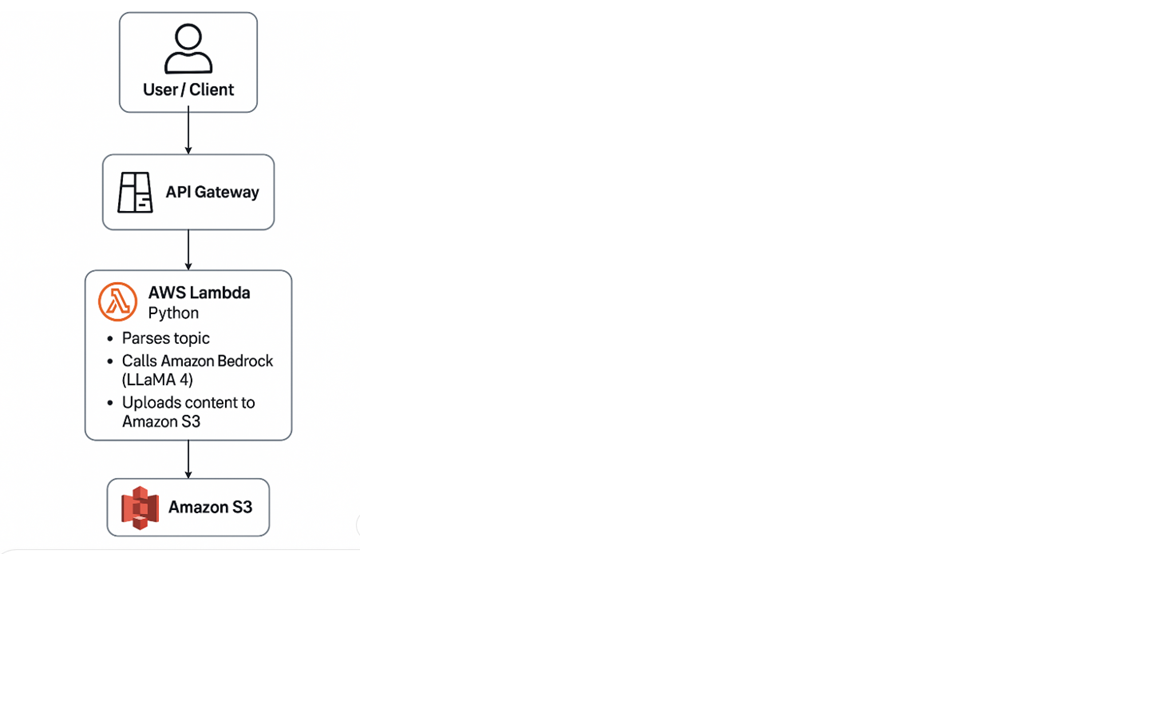 User / Client
API Gateway
AWS Lambda
Python
• Parses topic
• Calls Amazon Bedrock
(LLaMA 4)
• Uploads content to
Amazon S3
Amazon S3